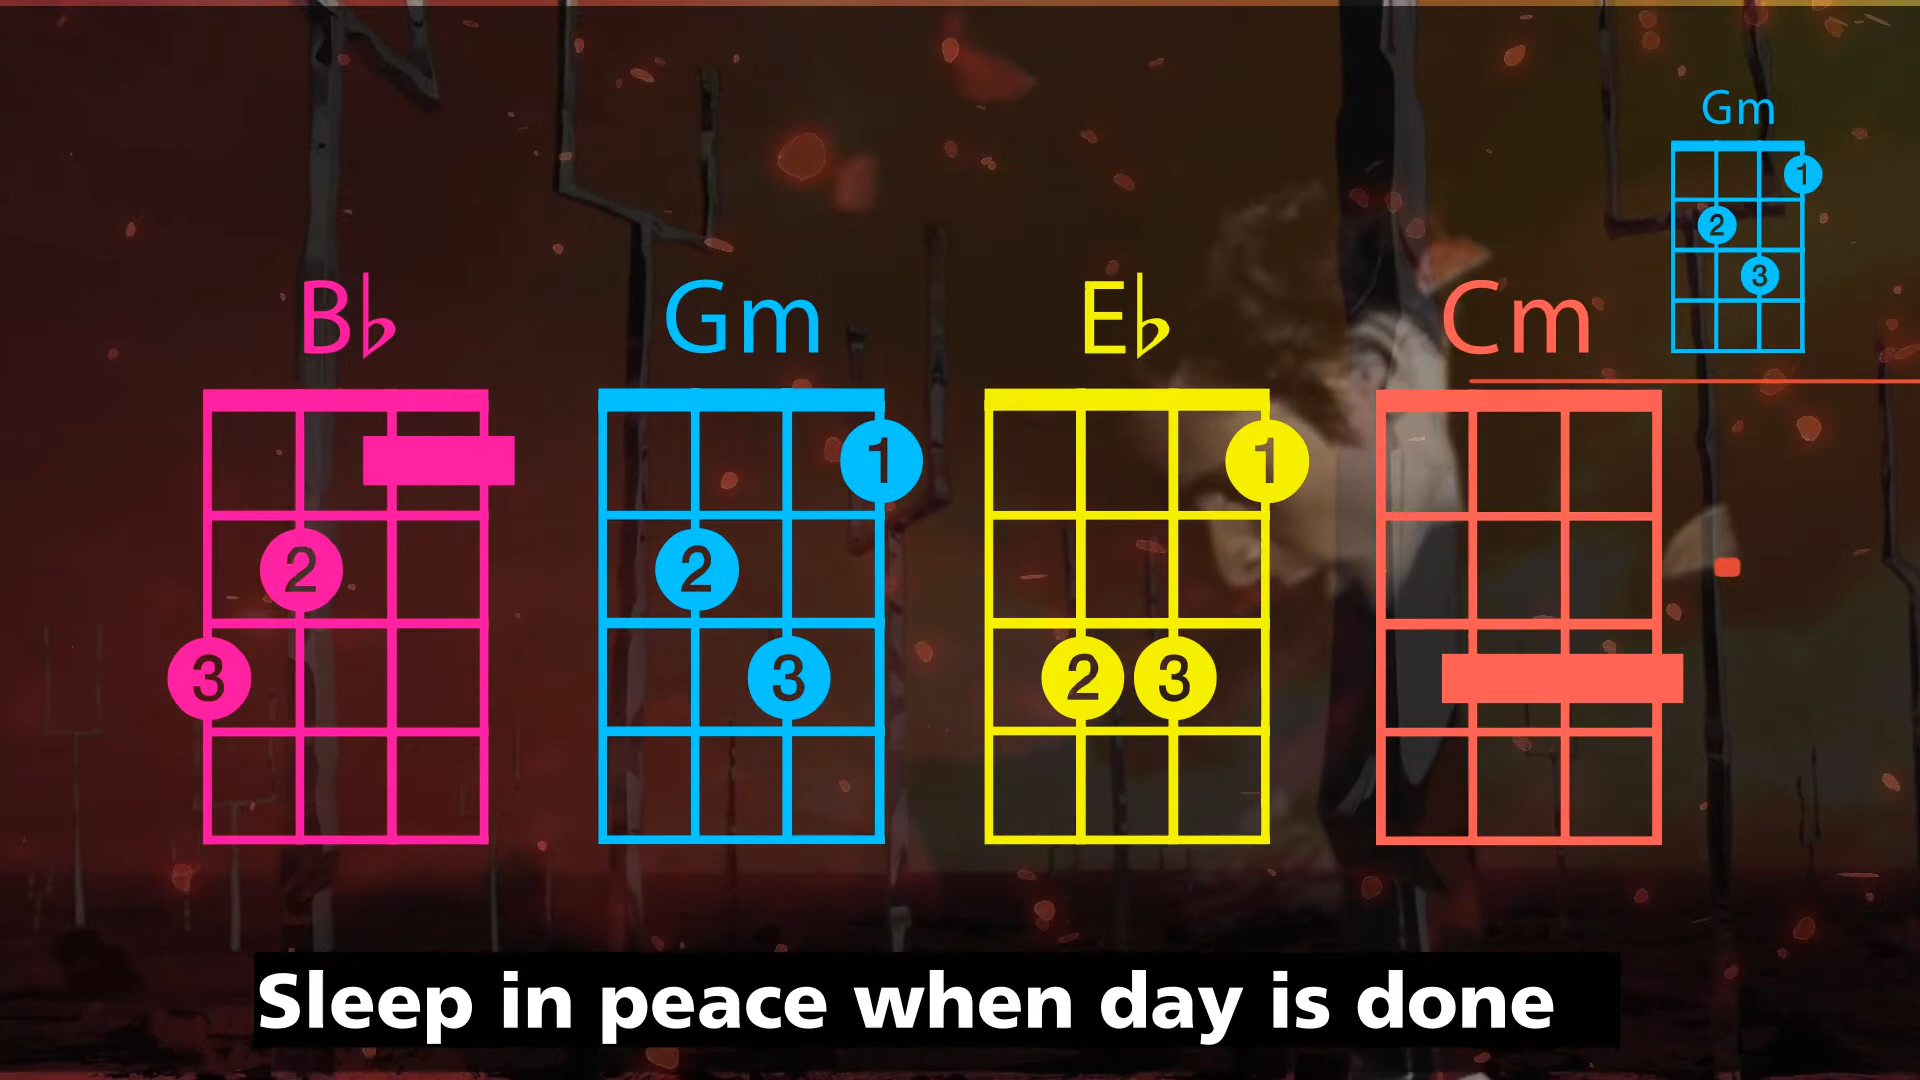 Gm
1
2
3
B♭ Gm E♭ Cm
1 1
2 2
3 3 2 3
Sleep in peace when day is done